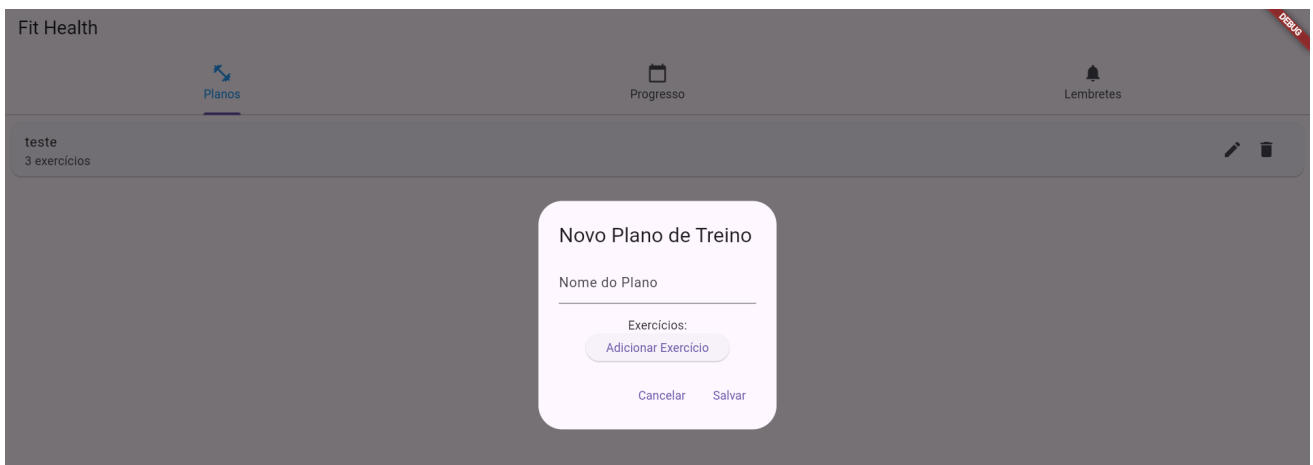 Fit Health
DEBUG
Planos
Progresso
Lembretes
teste
3 exercícios
Novo Plano de Treino
Nome do Plano
Exercícios:
Adicionar Exercício
Cancelar
Salvar